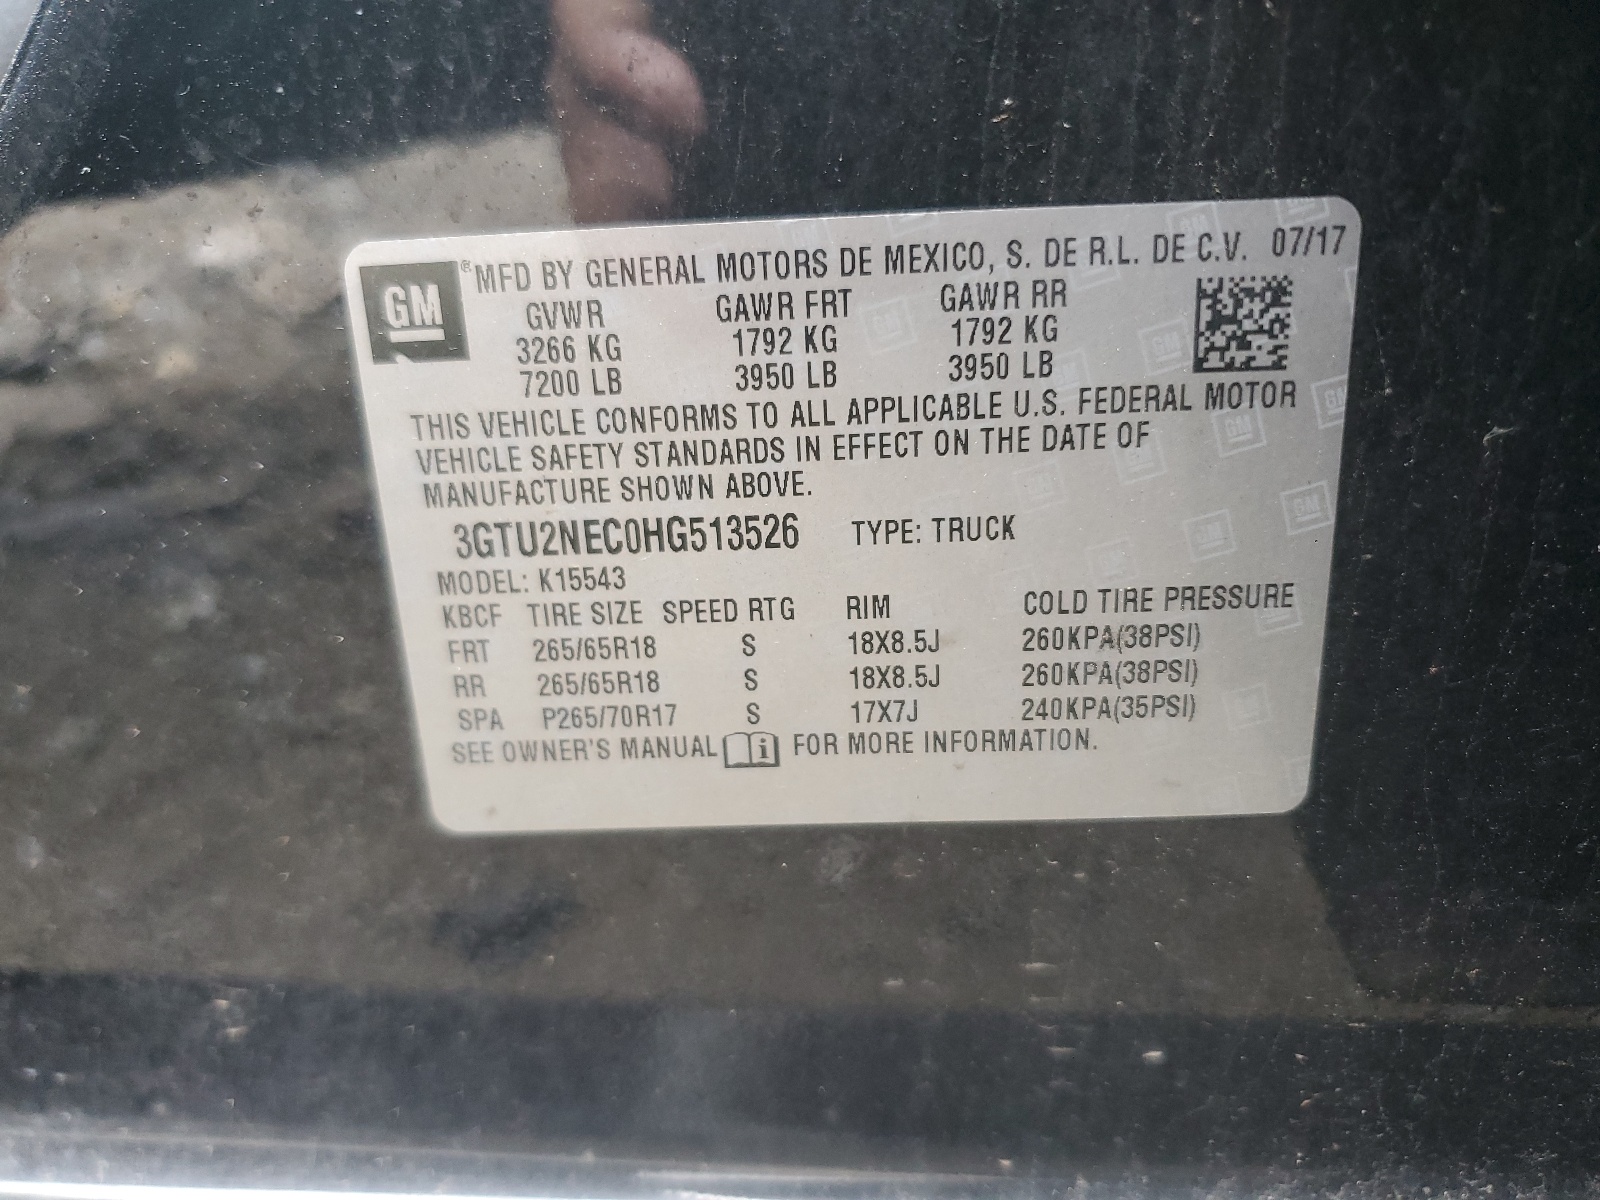 GM ® MFD BY GENERAL MOTORS DE MEXICO, S. DE R.L. DE C.V. 07/17
GVWR GAWR FRT GAWR RR
3266 KG 1792 KG 1792 KG
7200 LB 3950 LB 3950 LB
THIS VEHICLE CONFORMS TO ALL APPLICABLE U.S. FEDERAL MOTOR
VEHICLE SAFETY STANDARDS IN EFFECT ON THE DATE OF
MANUFACTURE SHOWN ABOVE.
3GTU2NEC0HG513526 TYPE: TRUCK
MODEL: K15543
KBCF TIRE SIZE SPEED RTG RIM COLD TIRE PRESSURE
FRT 265/65R18 S 18X8.5J 260KPA(38PSI)
RR 265/65R18 S 18X8.5J 260KPA(38PSI)
SPA P265/70R17 S 17X7J 240KPA(35PSI)
SEE OWNER'S MANUAL i FOR MORE INFORMATION.